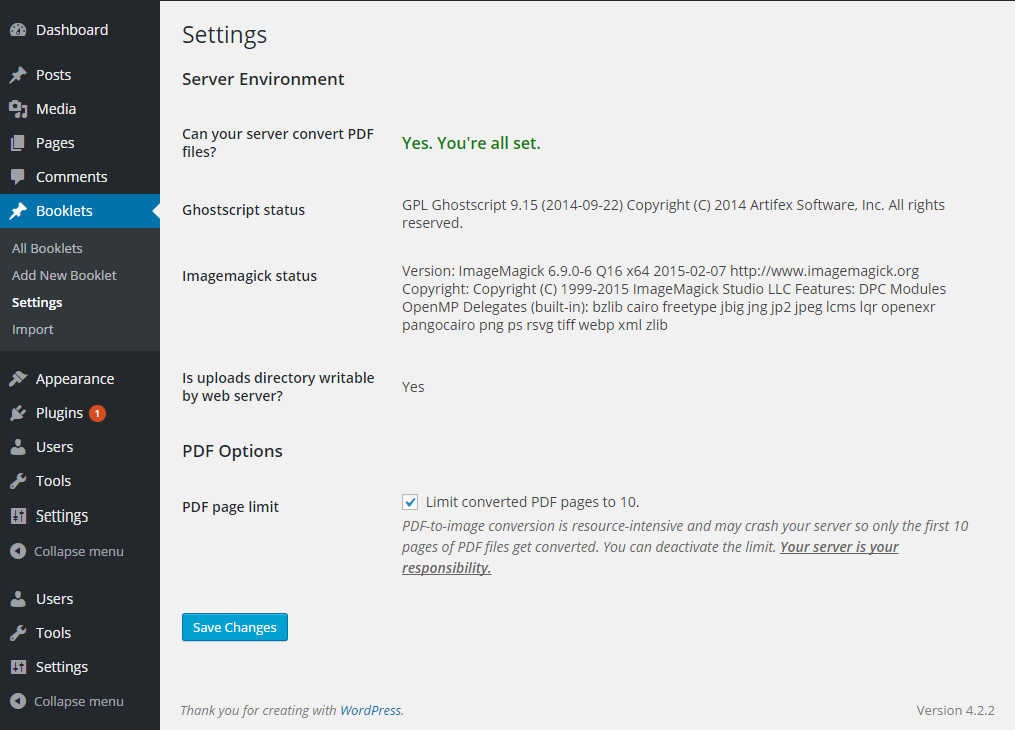 Dashboard
Posts
Media
Pages
Comments
Booklets
All Booklets
Add New Booklet
Settings
Import
Appearance
Plugins 1
Users
Tools
Settings
Collapse menu
Users
Tools
Settings
Collapse menu
Settings
Server Environment
Can your server convert PDF
files?
Yes. You're all set.
Ghostscript status
GPL Ghostscript 9.15 (2014-09-22) Copyright (C) 2014 Artifex Software, Inc. All rights
reserved.
Imagemagick status
Version: ImageMagick 6.9.0-6 Q16 x64 2015-02-07 http://www.imagemagick.org
Copyright: Copyright (C) 1999-2015 ImageMagick Studio LLC Features: DPC Modules
OpenMP Delegates (built-in): bzlib cairo freetype jbig jng jp2 jpeg lcms lqr openexr
pangocairo png ps rsvg tiff webp xml zlib
Is uploads directory writable
by web server?
Yes
PDF Options
PDF page limit
Limit converted PDF pages to 10.
PDF-to-image conversion is resource-intensive and may crash your server so only the first 10
pages of PDF files get converted. You can deactivate the limit. Your server is your
responsibility.
Save Changes
Thank you for creating with WordPress.
Version 4.2.2